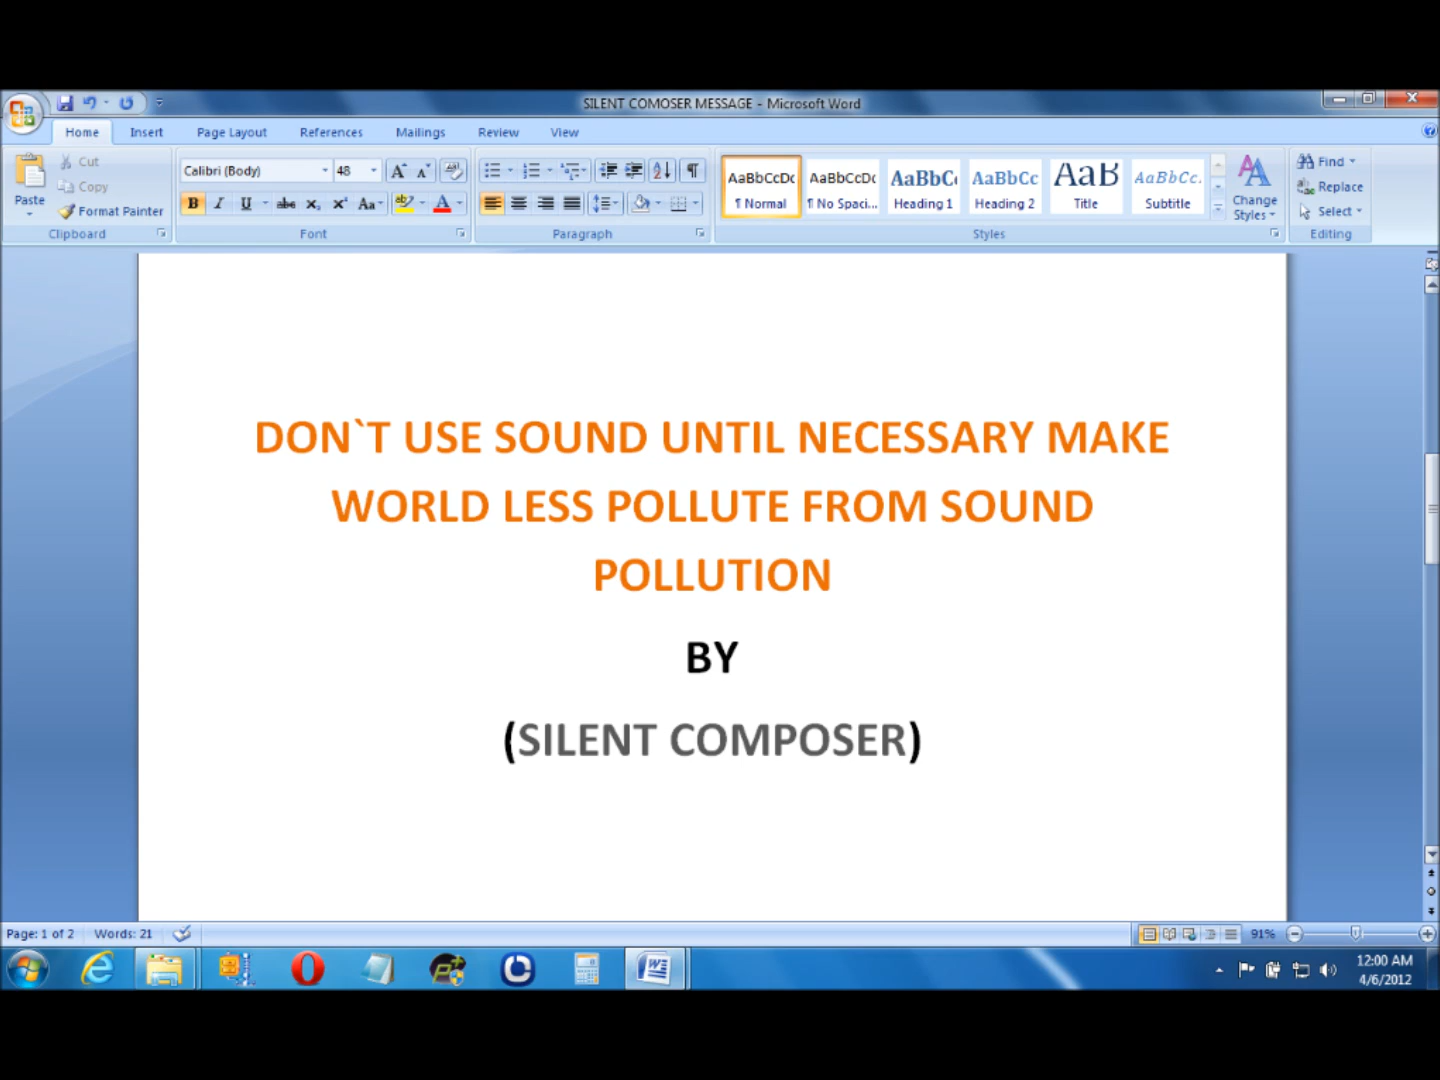 SILENT COMOSER MESSAGE - Microsoft Word
Home Insert Page Layout References Mailings Review View
Cut
Copy
Paste
Format Painter
Clipboard
Calibri (Body) 48
Font
Paragraph
AaBbCcDc AaBbCcDc AaBbC AaBbCc AaB AaBbCc.
¶ Normal ¶ No Spaci... Heading 1 Heading 2 Title Subtitle
Change
Styles
Styles
Find
Replace
Select
Editing
DON`T USE SOUND UNTIL NECESSARY MAKE
WORLD LESS POLLUTE FROM SOUND
POLLUTION
BY
(SILENT COMPOSER)
Page: 1 of 2 Words: 21 91%
12:00 AM
4/6/2012